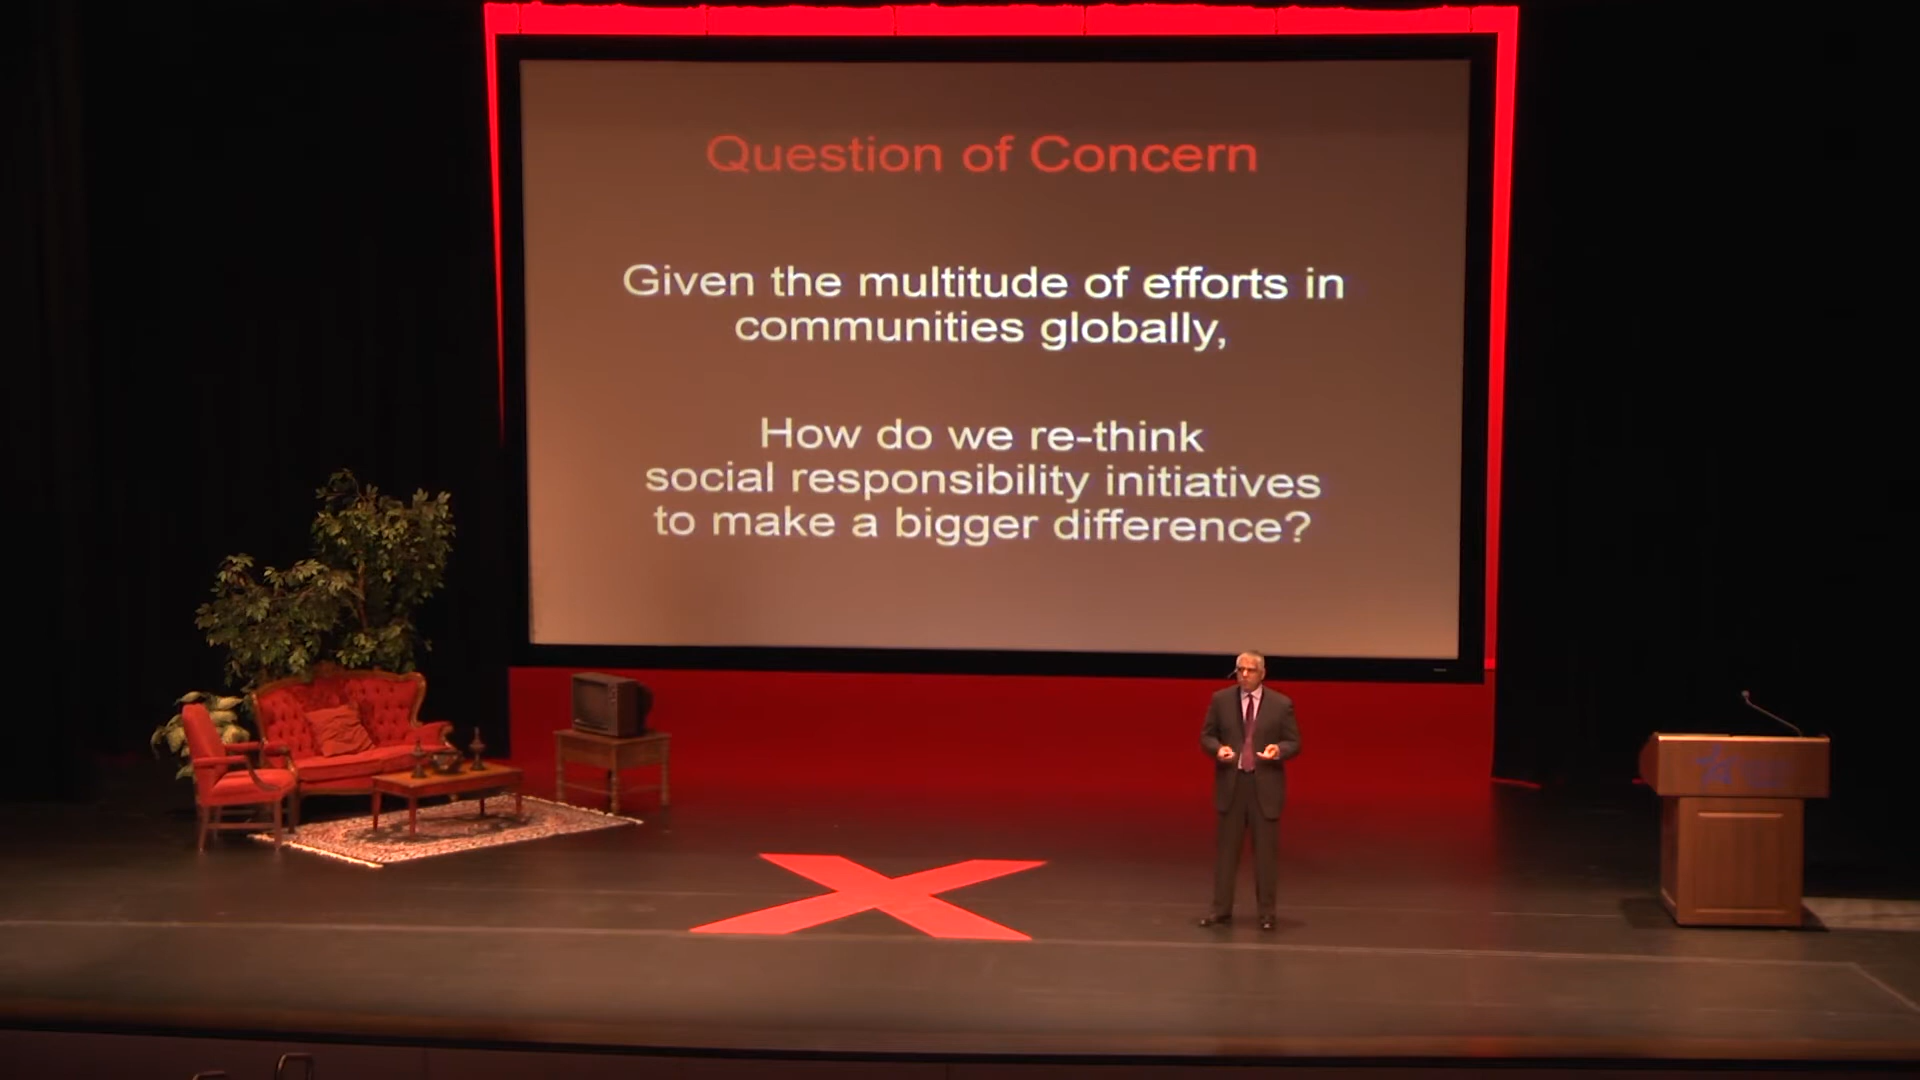 Question of Concern
Given the multitude of efforts in
communities globally,
How do we re-think
social responsibility initiatives
to make a bigger difference?
X